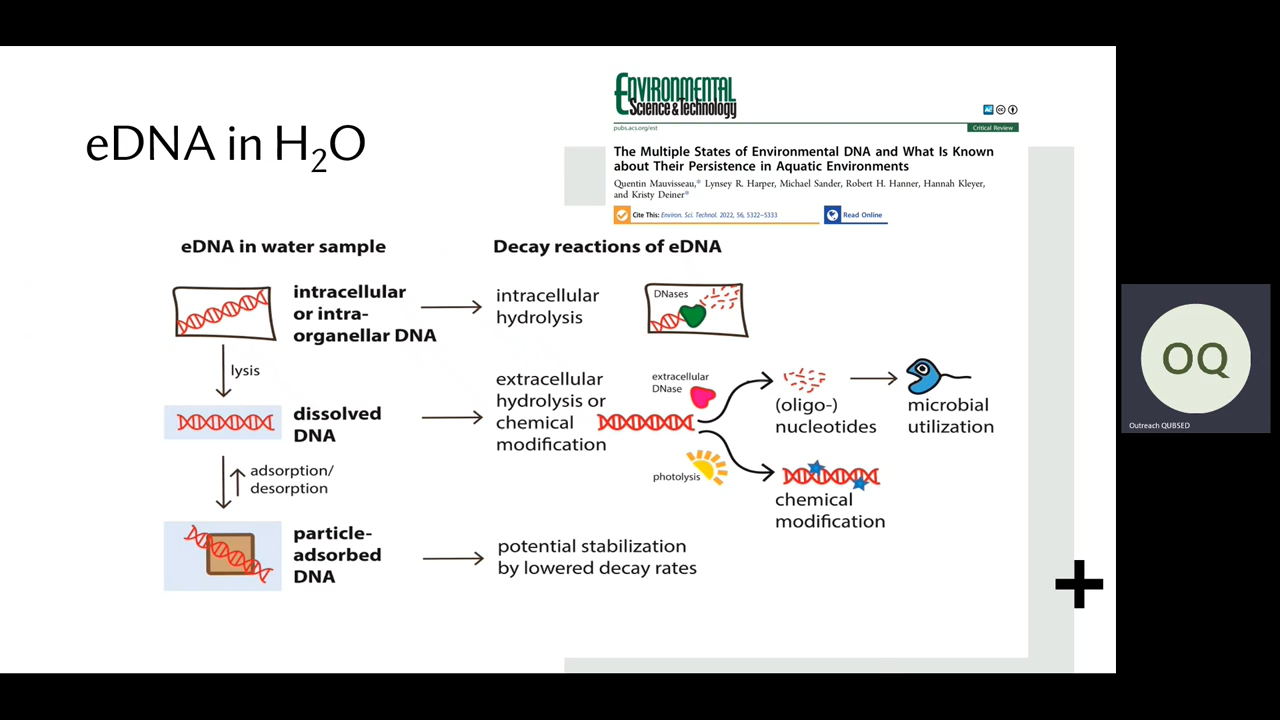 eDNA in H₂O
ENVIRONMENTAL
Science & Technology
pubs.acs.org/est
Critical Review
The Multiple States of Environmental DNA and What Is Known
about Their Persistence in Aquatic Environments
Quentin Mauvisseau,* Lynsey R. Harper, Michael Sander, Robert H. Hanner, Hannah Kleyer,
and Kristy Deiner*
Cite This: Environ. Sci. Technol. 2022, 56, 5322–5333
Read Online
eDNA in water sample
Decay reactions of eDNA
intracellular
or intra-
organellar DNA
intracellular
hydrolysis
DNases
lysis
dissolved
DNA
extracellular
hydrolysis or
chemical
modification
extracellular
DNase
(oligo-)
nucleotides
microbial
utilization
photolysis
chemical
modification
adsorption/
desorption
particle-
adsorbed
DNA
potential stabilization
by lowered decay rates
OQ
Outreach QUBSED